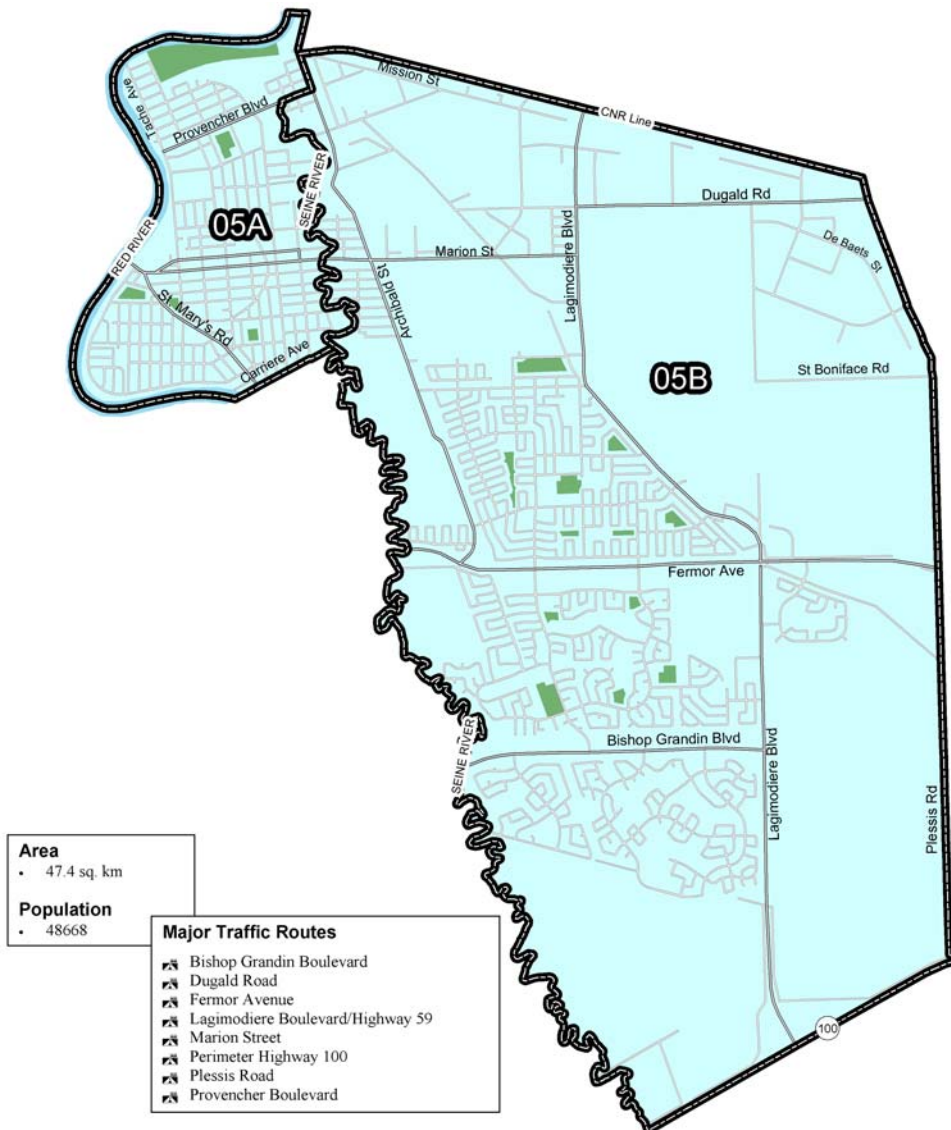 Mission St
Tache Ave
Provencher Blvd
CNR Line
SEINE RIVER
Dugald Rd
05A
De Baets St
RED RIVER
Marion St
Lagimodiere Blvd
Archibald St
St. Mary's Rd
Carriere Ave
05B
St Boniface Rd
Fermor Ave
Bishop Grandin Blvd
SEINE RIVER
Lagimodiere Blvd
Plessis Rd
100
Area
• 47.4 sq. km
Population
• 48668
Major Traffic Routes
Bishop Grandin Boulevard
Dugald Road
Fermor Avenue
Lagimodiere Boulevard/Highway 59
Marion Street
Perimeter Highway 100
Plessis Road
Provencher Boulevard